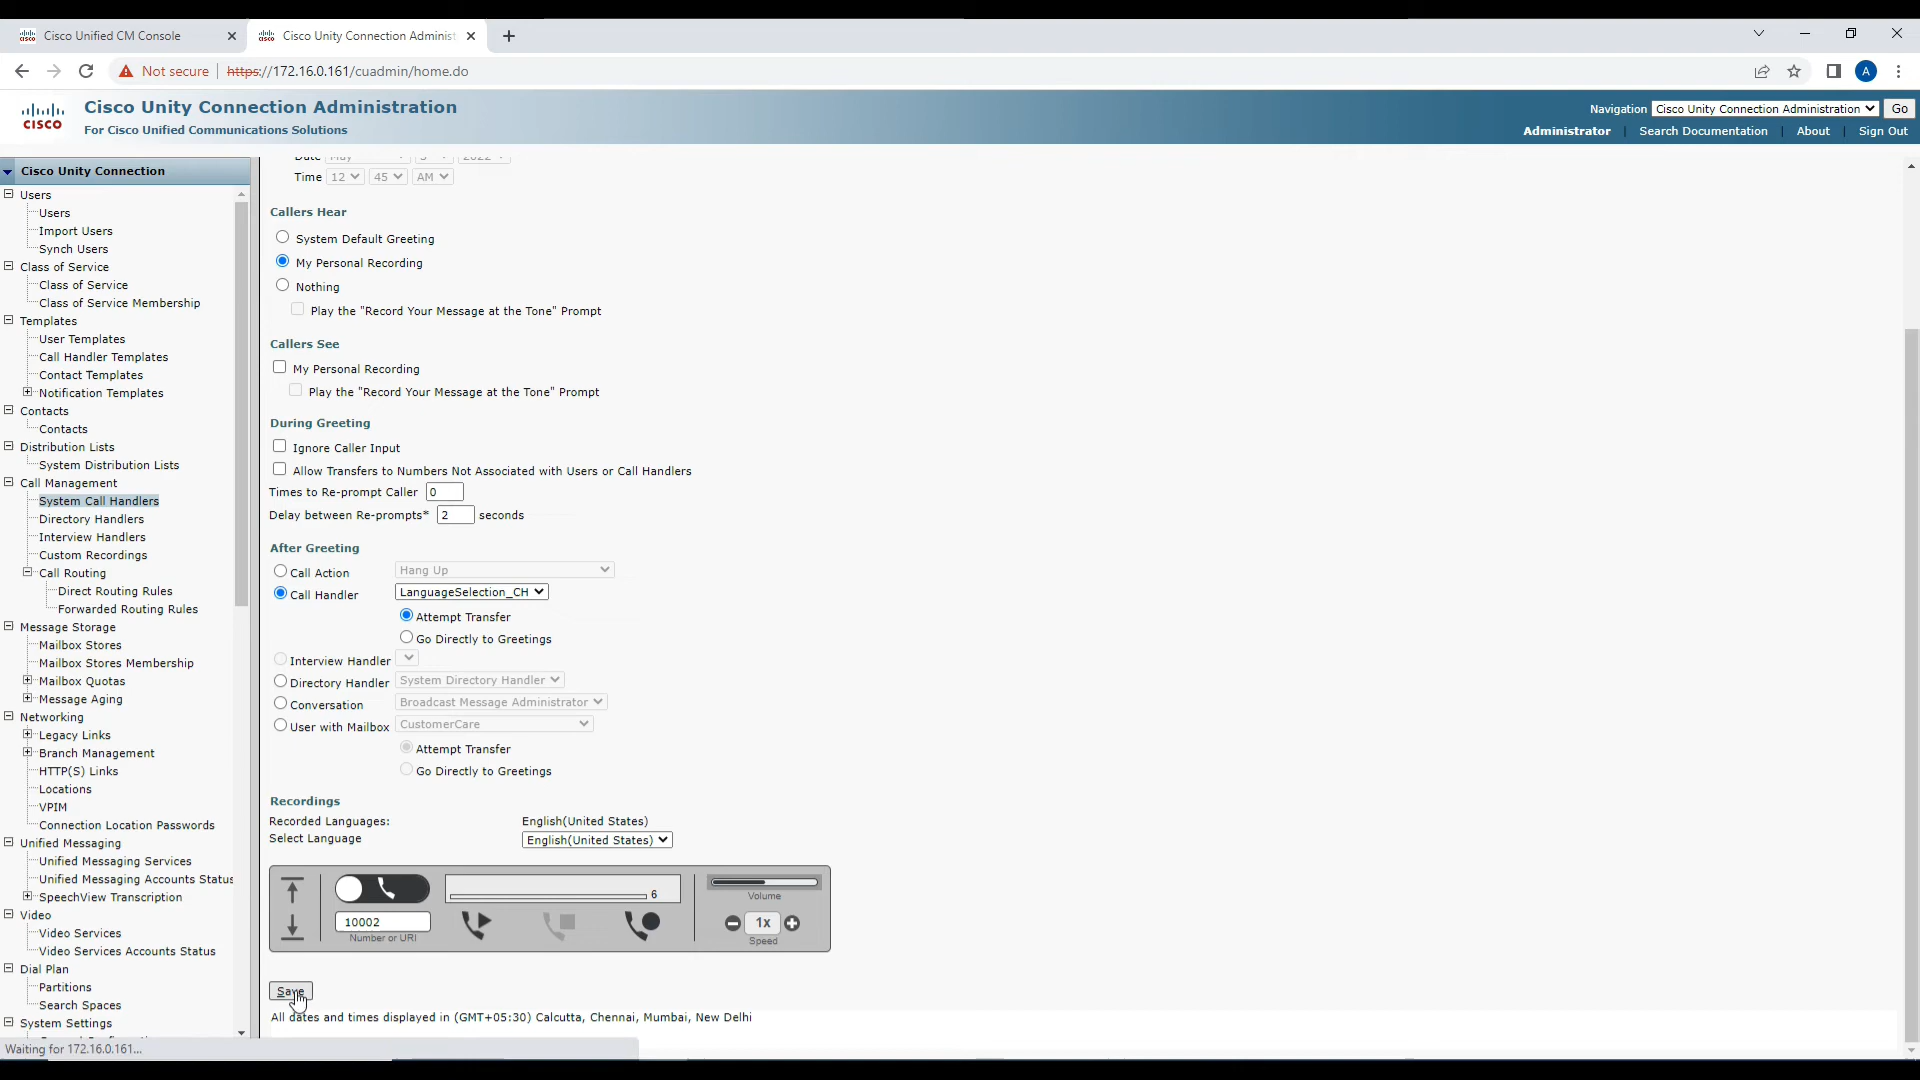 Cisco Unified CM Console
Cisco Unity Connection Administ
Not secure https://172.16.0.161/cuadmin/home.do
A
Cisco Unity Connection Administration
For Cisco Unified Communications Solutions
CISCO
Navigation Cisco Unity Connection Administration Go
Administrator | Search Documentation | About | Sign Out
Cisco Unity Connection
Users
Users
Import Users
Synch Users
Class of Service
Class of Service
Class of Service Membership
Templates
User Templates
Call Handler Templates
Contact Templates
Notification Templates
Contacts
Contacts
Distribution Lists
System Distribution Lists
Call Management
System Call Handlers
Directory Handlers
Interview Handlers
Custom Recordings
Call Routing
Direct Routing Rules
Forwarded Routing Rules
Message Storage
Mailbox Stores
Mailbox Stores Membership
Mailbox Quotas
Message Aging
Networking
Legacy Links
Branch Management
HTTP(S) Links
Locations
VPIM
Connection Location Passwords
Unified Messaging
Unified Messaging Services
Unified Messaging Accounts Status
SpeechView Transcription
Video
Video Services
Video Services Accounts Status
Dial Plan
Partitions
Search Spaces
System Settings
Waiting for 172.16.0.161...
Date May 2022
Time 12 45 AM
Callers Hear
System Default Greeting
My Personal Recording
Nothing
Play the "Record Your Message at the Tone" Prompt
Callers See
My Personal Recording
Play the "Record Your Message at the Tone" Prompt
During Greeting
Ignore Caller Input
Allow Transfers to Numbers Not Associated with Users or Call Handlers
Times to Re-prompt Caller 0
Delay between Re-prompts* 2 seconds
After Greeting
Call Action Hang Up
Call Handler LanguageSelection_CH
Attempt Transfer
Go Directly to Greetings
Interview Handler
Directory Handler System Directory Handler
Conversation Broadcast Message Administrator
User with Mailbox CustomerCare
Attempt Transfer
Go Directly to Greetings
Recordings
Recorded Languages: English(United States)
Select Language English(United States)
6
Volume
10002
Number or URI
1x
Speed
Save
All dates and times displayed in (GMT+05:30) Calcutta, Chennai, Mumbai, New Delhi